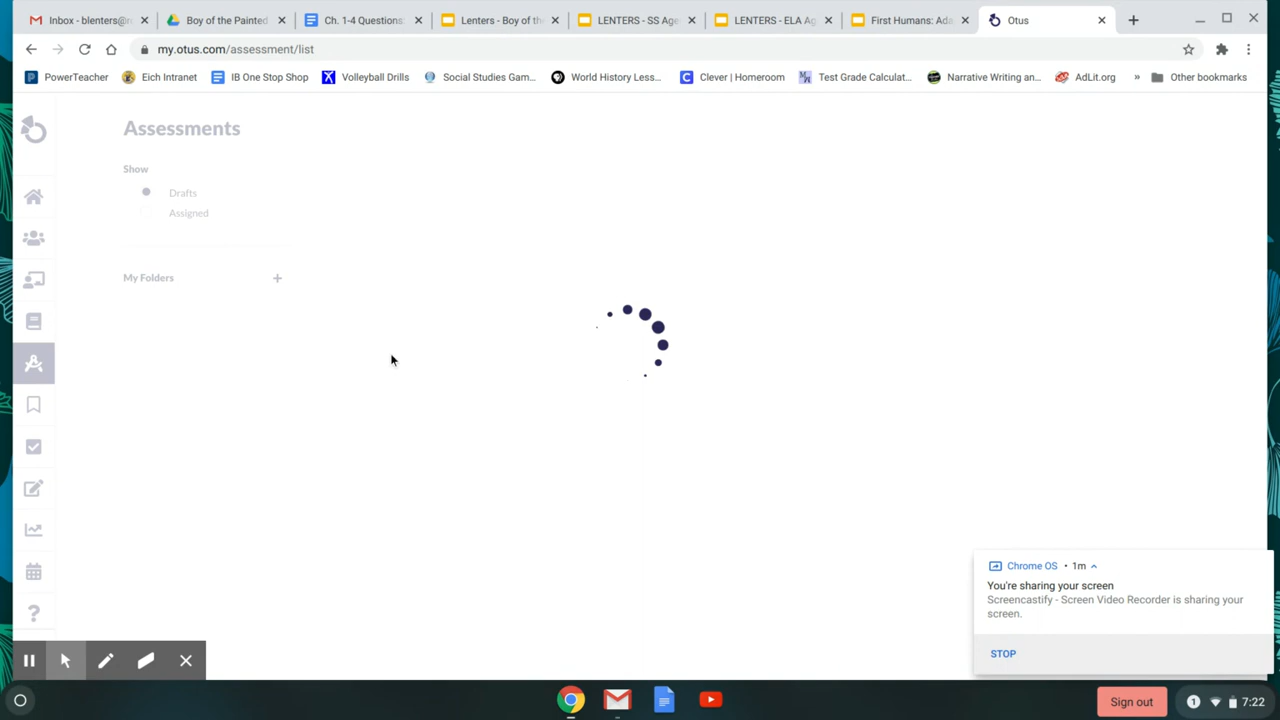 Inbox - blenters@n
Boy of the Painted
Ch. 1-4 Questions:
Lenters - Boy of the
LENTERS - SS Age
LENTERS - ELA Ag
First Humans: Ada
Otus
my.otus.com/assessment/list
PowerTeacher
Eich Intranet
IB One Stop Shop
Volleyball Drills
Social Studies Gam...
World History Less...
Clever | Homeroom
Test Grade Calculat...
Narrative Writing an...
AdLit.org
»
Other bookmarks
Assessments
Show
Drafts
Assigned
My Folders
+
?
Chrome OS • 1m
You're sharing your screen
Screencastify - Screen Video Recorder is sharing your
screen.
STOP
Sign out
1
7:22